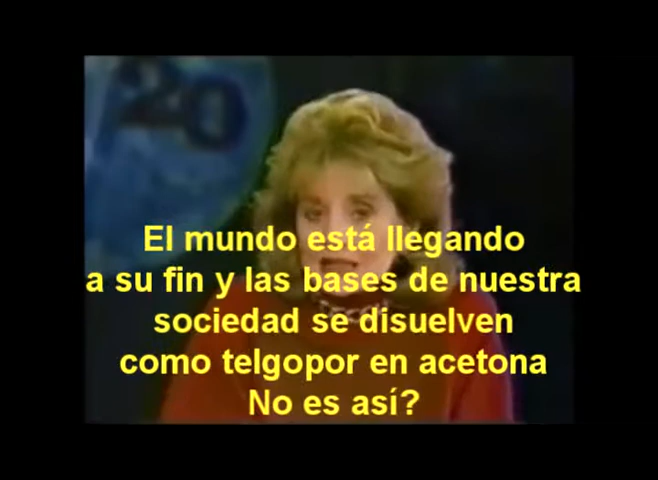 20
El mundo está llegando
a su fin y las bases de nuestra
sociedad se disuelven
como telgopor en acetona
No es así?